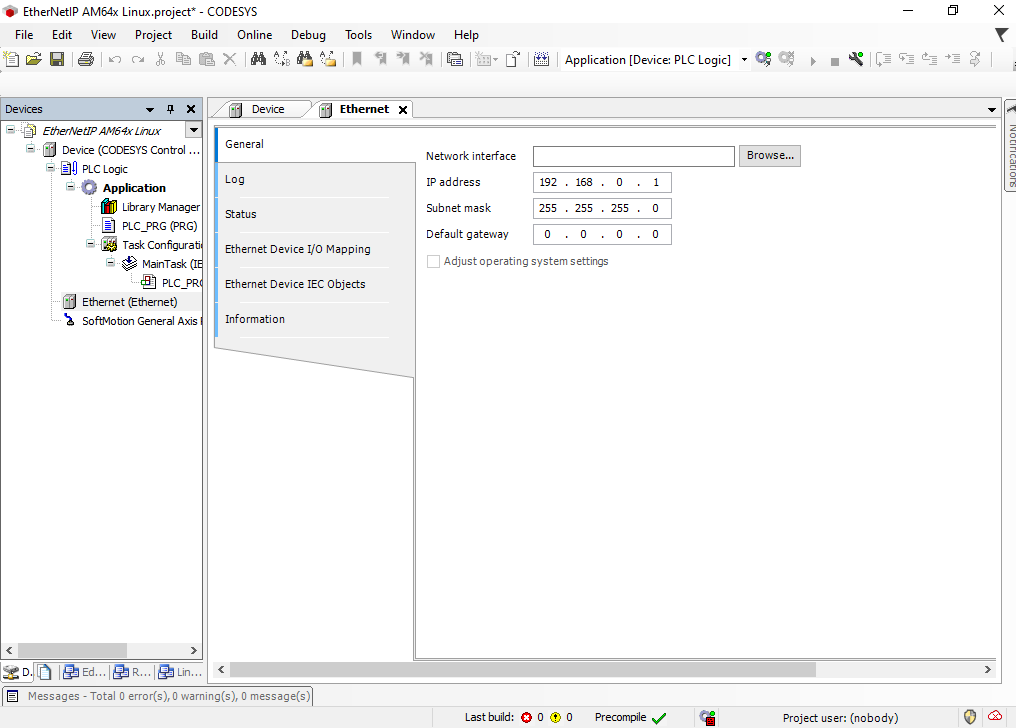 EtherNetIP AM64x Linux.project* - CODESYS
File Edit View Project Build Online Debug Tools Window Help
Application [Device: PLC Logic]
Devices
EtherNetIP AM64x Linux
Device (CODESYS Control ...
PLC Logic
Application
Library Manager
PLC_PRG (PRG)
Task Configurati
MainTask (IE
PLC_PRG
Ethernet (Ethernet)
SoftMotion General Axis
D.
Ed...
R...
Lin...
Device
Ethernet
General
Log
Status
Ethernet Device I/O Mapping
Ethernet Device IEC Objects
Information
Network interface
Browse...
IP address 192 . 168 . 0 . 1
Subnet mask 255 . 255 . 255 . 0
Default gateway 0 . 0 . 0 . 0
Adjust operating system settings
Notifications
Messages - Total 0 error(s), 0 warning(s), 0 message(s)
Last build: 0 0 Precompile Project user: (nobody)